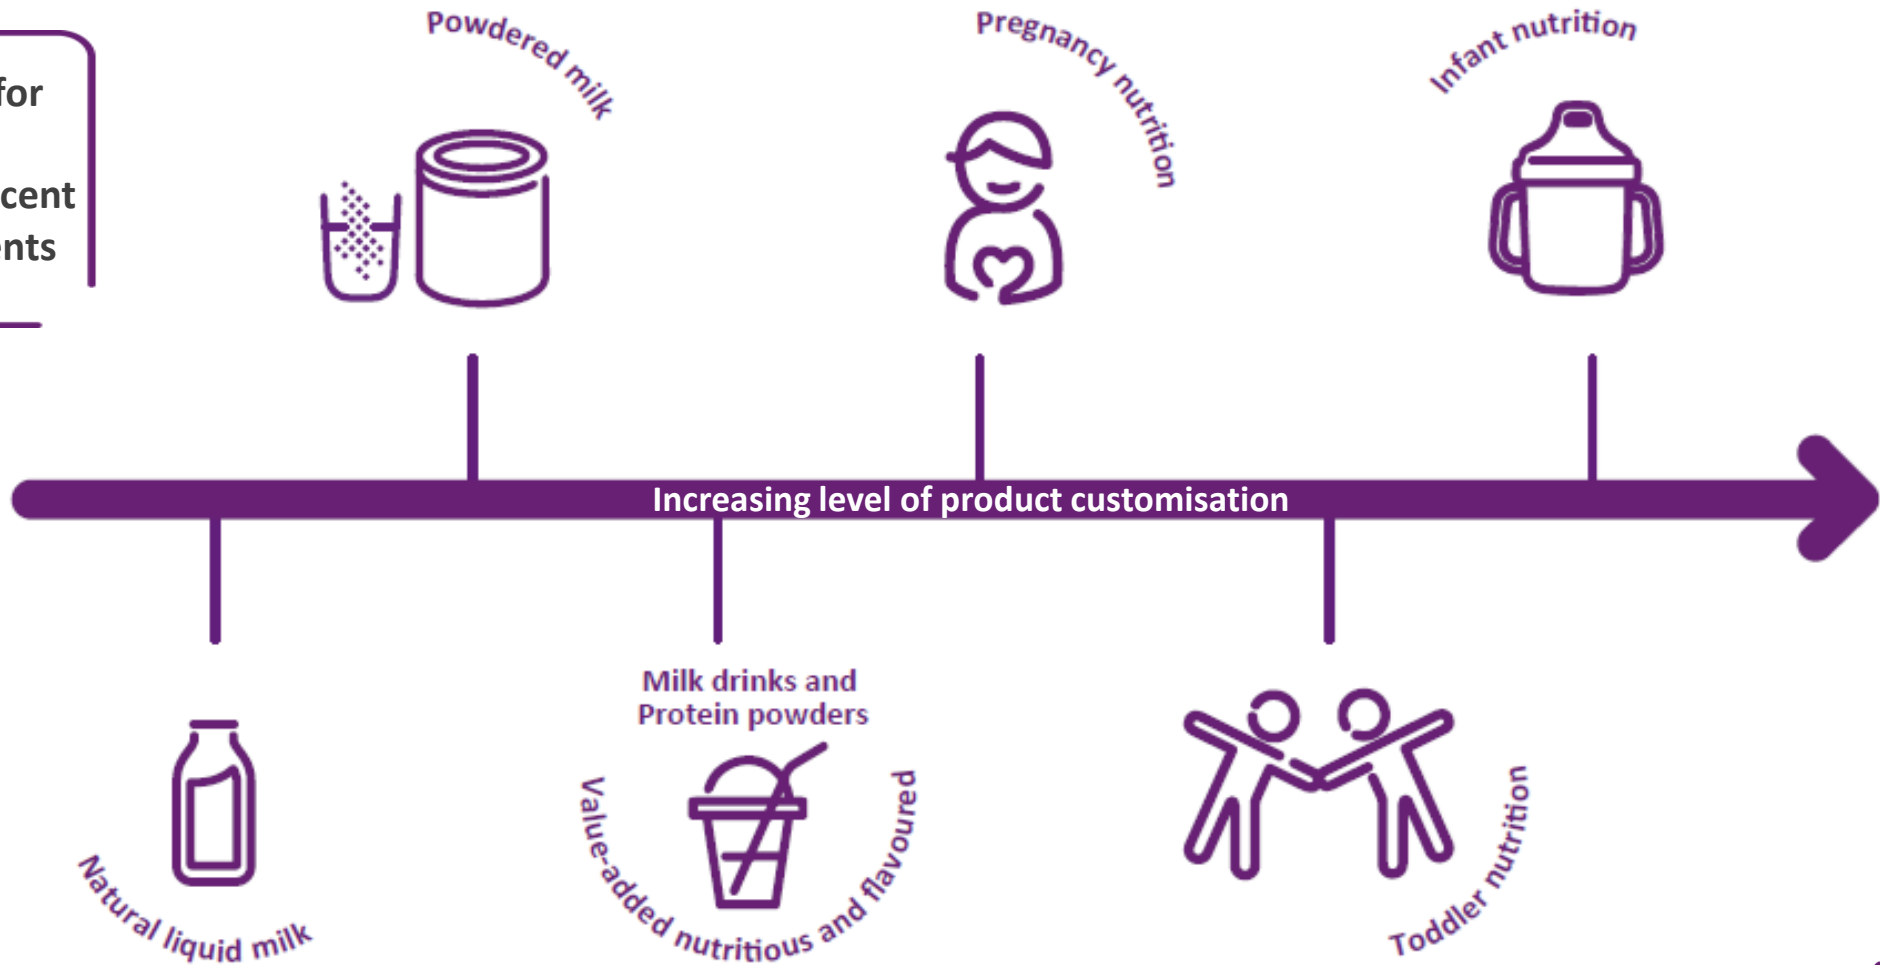 for
cent
ents
Powdered milk
Pregnancy nutrition
Infant nutrition
Increasing level of product customisation
Milk drinks and
Protein powders
Value-added nutritious and flavoured
Natural liquid milk
Toddler nutrition